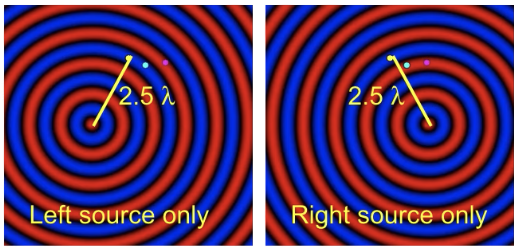 2.5 λ
Left source only
2.5 λ
Right source only